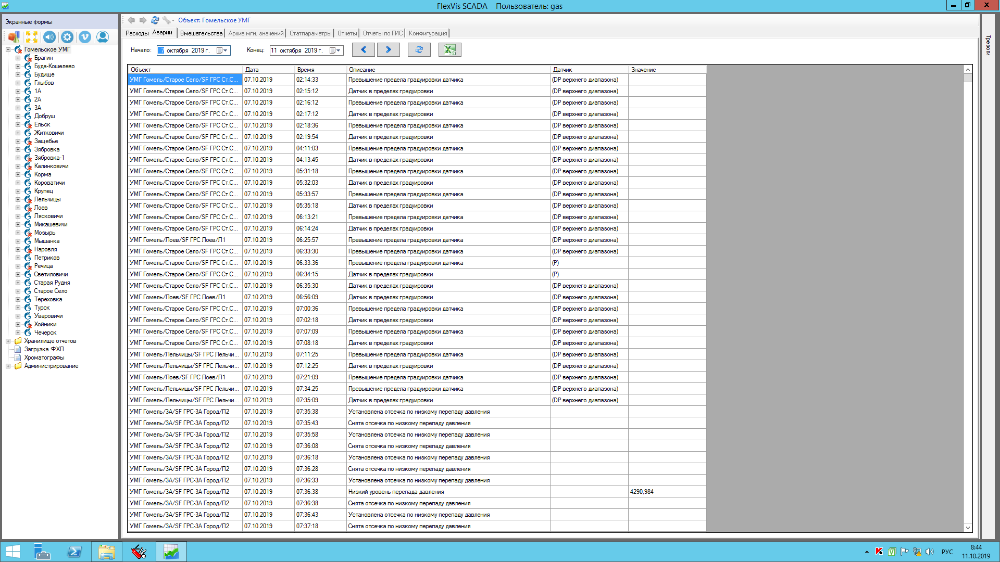 FlexVis SCADA Пользователь: gas
Экранные формы
Объект: Гомельское УМГ
Расходы Аварии Вмешательства Архив мгн. значений Статпараметры Отчеты Отчеты по ГИС Конфигурация
Начало: 7 октября 2019 г. Конец: 11 октября 2019 г.
Тревоги
Гомельское УМГ
Брагин
Буда-Кошелево
Будище
Глыбов
1А
2А
3А
Добруш
Ельск
Житковичи
Защебье
Зябровка
Зябровка-1
Калинковичи
Корма
Короватичи
Крупец
Лельчицы
Лоев
Лясковичи
Микашевичи
Мозырь
Мышанка
Наровля
Петриков
Речица
Светиловичи
Старая Рудня
Старое Село
Тереховка
Турск
Уваровичи
Хойники
Чечерск
Хранилище отчетов
Загрузка ФХП
Хроматографы
Администрирование
Объект Дата Время Описание Датчик Значение
УМГ Гомель/Старое Село/SF ГРС Ст.С... 07.10.2019 02:14:33 Превышение предела градуировки датчика (DP верхнего диапазона)
УМГ Гомель/Старое Село/SF ГРС Ст.С... 07.10.2019 02:15:12 Датчик в пределах градуировки (DP верхнего диапазона)
УМГ Гомель/Старое Село/SF ГРС Ст.С... 07.10.2019 02:16:12 Превышение предела градуировки датчика (DP верхнего диапазона)
УМГ Гомель/Старое Село/SF ГРС Ст.С... 07.10.2019 02:17:12 Датчик в пределах градуировки (DP верхнего диапазона)
УМГ Гомель/Старое Село/SF ГРС Ст.С... 07.10.2019 02:18:36 Превышение предела градуировки датчика (DP верхнего диапазона)
УМГ Гомель/Старое Село/SF ГРС Ст.С... 07.10.2019 02:19:54 Датчик в пределах градуировки (DP верхнего диапазона)
УМГ Гомель/Старое Село/SF ГРС Ст.С... 07.10.2019 04:11:03 Превышение предела градуировки датчика (DP верхнего диапазона)
УМГ Гомель/Старое Село/SF ГРС Ст.С... 07.10.2019 04:13:45 Датчик в пределах градуировки (DP верхнего диапазона)
УМГ Гомель/Старое Село/SF ГРС Ст.С... 07.10.2019 05:31:18 Превышение предела градуировки датчика (DP верхнего диапазона)
УМГ Гомель/Старое Село/SF ГРС Ст.С... 07.10.2019 05:32:03 Датчик в пределах градуировки (DP верхнего диапазона)
УМГ Гомель/Старое Село/SF ГРС Ст.С... 07.10.2019 05:33:57 Превышение предела градуировки датчика (DP верхнего диапазона)
УМГ Гомель/Старое Село/SF ГРС Ст.С... 07.10.2019 05:35:18 Датчик в пределах градуировки (DP верхнего диапазона)
УМГ Гомель/Старое Село/SF ГРС Ст.С... 07.10.2019 06:13:21 Превышение предела градуировки датчика (DP верхнего диапазона)
УМГ Гомель/Старое Село/SF ГРС Ст.С... 07.10.2019 06:14:24 Датчик в пределах градуировки (DP верхнего диапазона)
УМГ Гомель/Лоев/SF ГРС Лоев/Л1 07.10.2019 06:25:57 Превышение предела градуировки датчика (DP верхнего диапазона)
УМГ Гомель/Старое Село/SF ГРС Ст.С... 07.10.2019 06:33:30 Превышение предела градуировки датчика (DP верхнего диапазона)
УМГ Гомель/Старое Село/SF ГРС Ст.С... 07.10.2019 06:33:36 Превышение предела градуировки датчика (P)
УМГ Гомель/Старое Село/SF ГРС Ст.С... 07.10.2019 06:34:15 Датчик в пределах градуировки (P)
УМГ Гомель/Старое Село/SF ГРС Ст.С... 07.10.2019 06:35:30 Датчик в пределах градуировки (DP верхнего диапазона)
УМГ Гомель/Лоев/SF ГРС Лоев/Л1 07.10.2019 06:56:09 Датчик в пределах градуировки (DP верхнего диапазона)
УМГ Гомель/Старое Село/SF ГРС Ст.С... 07.10.2019 07:00:36 Превышение предела градуировки датчика (DP верхнего диапазона)
УМГ Гомель/Старое Село/SF ГРС Ст.С... 07.10.2019 07:02:18 Датчик в пределах градуировки (DP верхнего диапазона)
УМГ Гомель/Старое Село/SF ГРС Ст.С... 07.10.2019 07:07:09 Превышение предела градуировки датчика (DP верхнего диапазона)
УМГ Гомель/Старое Село/SF ГРС Ст.С... 07.10.2019 07:08:18 Датчик в пределах градуировки (DP верхнего диапазона)
УМГ Гомель/Лельчицы/SF ГРС Лельчи... 07.10.2019 07:11:25 Превышение предела градуировки датчика (DP верхнего диапазона)
УМГ Гомель/Лельчицы/SF ГРС Лельчи... 07.10.2019 07:12:25 Датчик в пределах градуировки (DP верхнего диапазона)
УМГ Гомель/Лоев/SF ГРС Лоев/Л1 07.10.2019 07:21:09 Превышение предела градуировки датчика (DP верхнего диапазона)
УМГ Гомель/Лельчицы/SF ГРС Лельчи... 07.10.2019 07:34:25 Превышение предела градуировки датчика (DP верхнего диапазона)
УМГ Гомель/Лельчицы/SF ГРС Лельчи... 07.10.2019 07:35:09 Датчик в пределах градуировки (DP верхнего диапазона)
УМГ Гомель/3А/SF ГРС-3А Город/Л2 07.10.2019 07:35:38 Установлена отсечка по низкому перепаду давления
УМГ Гомель/3А/SF ГРС-3А Город/Л2 07.10.2019 07:35:43 Снята отсечка по низкому перепаду давления
УМГ Гомель/3А/SF ГРС-3А Город/Л2 07.10.2019 07:35:58 Установлена отсечка по низкому перепаду давления
УМГ Гомель/3А/SF ГРС-3А Город/Л2 07.10.2019 07:36:08 Снята отсечка по низкому перепаду давления
УМГ Гомель/3А/SF ГРС-3А Город/Л2 07.10.2019 07:36:18 Установлена отсечка по низкому перепаду давления
УМГ Гомель/3А/SF ГРС-3А Город/Л2 07.10.2019 07:36:28 Снята отсечка по низкому перепаду давления
УМГ Гомель/3А/SF ГРС-3А Город/Л2 07.10.2019 07:36:33 Установлена отсечка по низкому перепаду давления
УМГ Гомель/3А/SF ГРС-3А Город/Л2 07.10.2019 07:36:38 Низкий уровень перепада давления 4290,984
УМГ Гомель/3А/SF ГРС-3А Город/Л2 07.10.2019 07:36:38 Снята отсечка по низкому перепаду давления
УМГ Гомель/3А/SF ГРС-3А Город/Л2 07.10.2019 07:36:43 Установлена отсечка по низкому перепаду давления
УМГ Гомель/3А/SF ГРС-3А Город/Л2 07.10.2019 07:37:18 Снята отсечка по низкому перепаду давления
РУС
8:44
11.10.2019